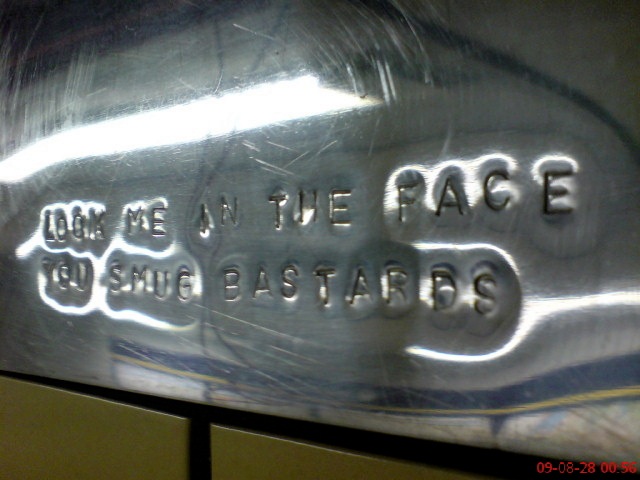 LOOK ME IN THE FACE
YOU SMUG BASTARDS
09-08-28 00:56